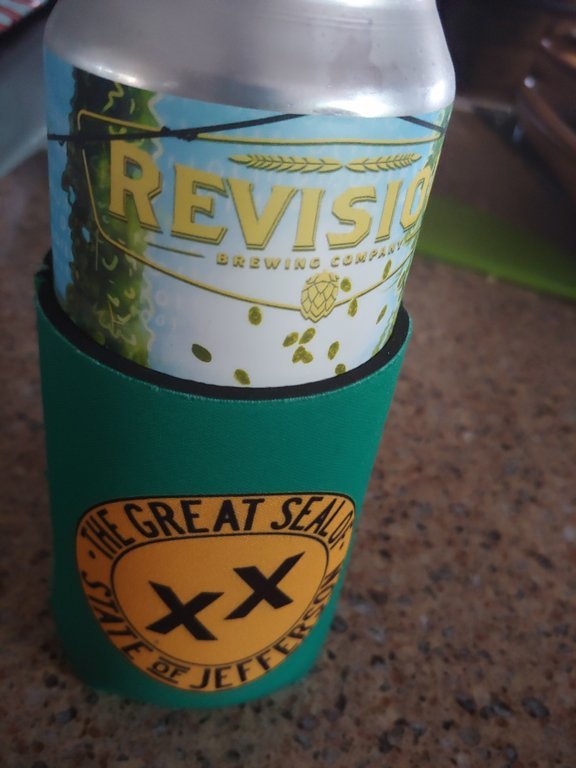 REVISIO
BREWING COMPANY
THE GREAT SEAL OF
XX
STATE OF JEFFERSON